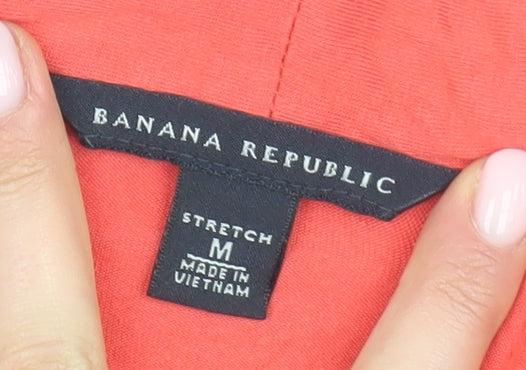 BANANA REPUBLIC
STRETCH
M
MADE IN
VIETNAM